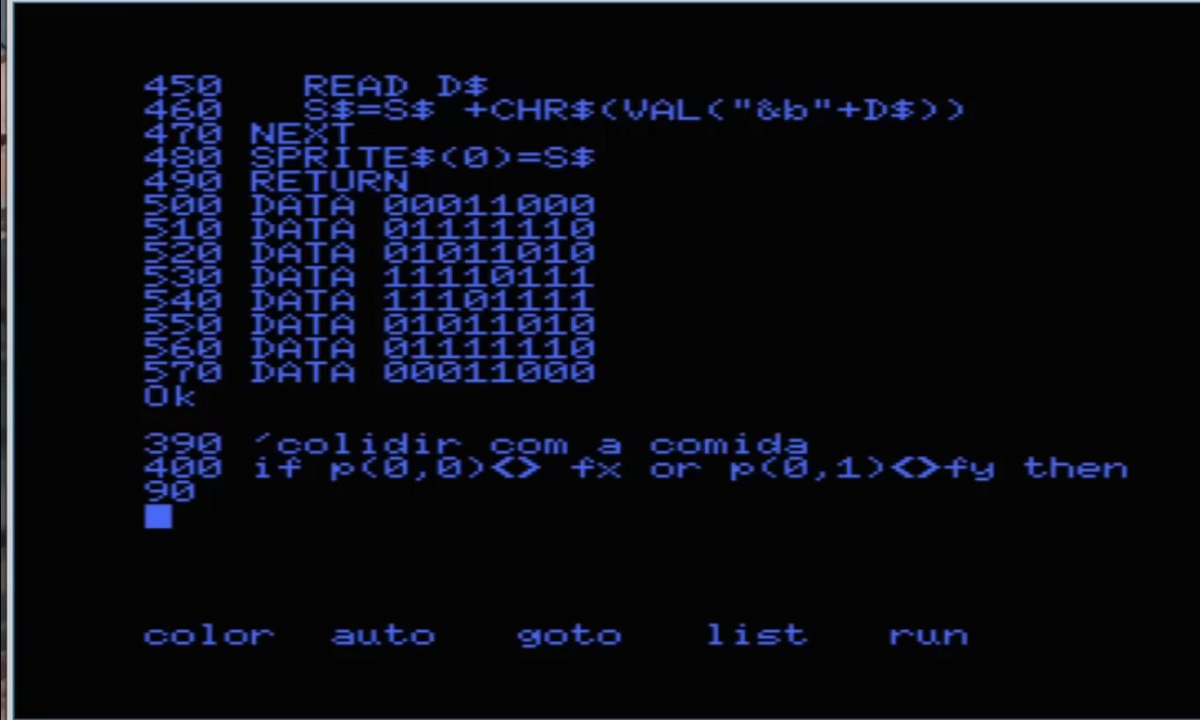 450   READ D$
460   S$=S$ +CHR$(VAL("&b"+D$))
470 NEXT
480 SPRITE$(0)=S$
490 RETURN
500 DATA 00011000
510 DATA 01111110
520 DATA 01011010
530 DATA 11110111
540 DATA 11101111
550 DATA 01011010
560 DATA 01111110
570 DATA 00011000
Ok
390 'colidir com a comida
400 if p(0,0)<> fx or p(0,1)<>fy then
90
color auto goto list run